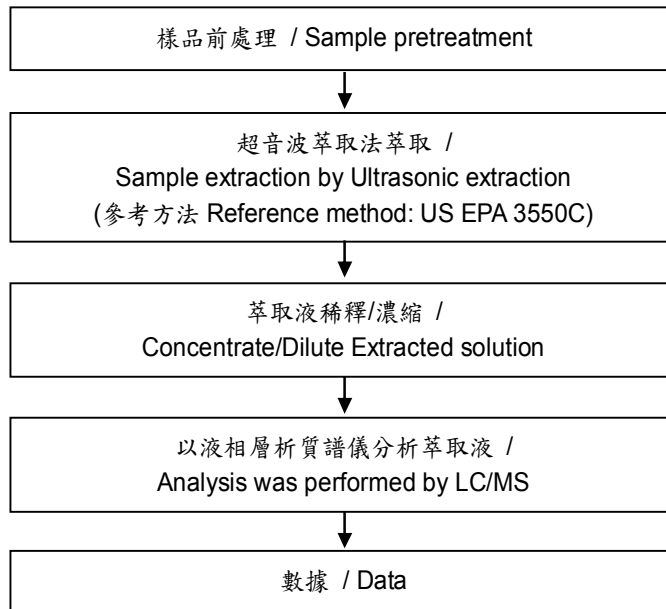 樣品前處理 / Sample pretreatment
超音波萃取法萃取 /
Sample extraction by Ultrasonic extraction
(參考方法 Reference method: US EPA 3550C)
萃取液稀釋/濃縮 /
Concentrate/Dilute Extracted solution
以液相層析質譜儀分析萃取液 /
Analysis was performed by LC/MS
數據 / Data